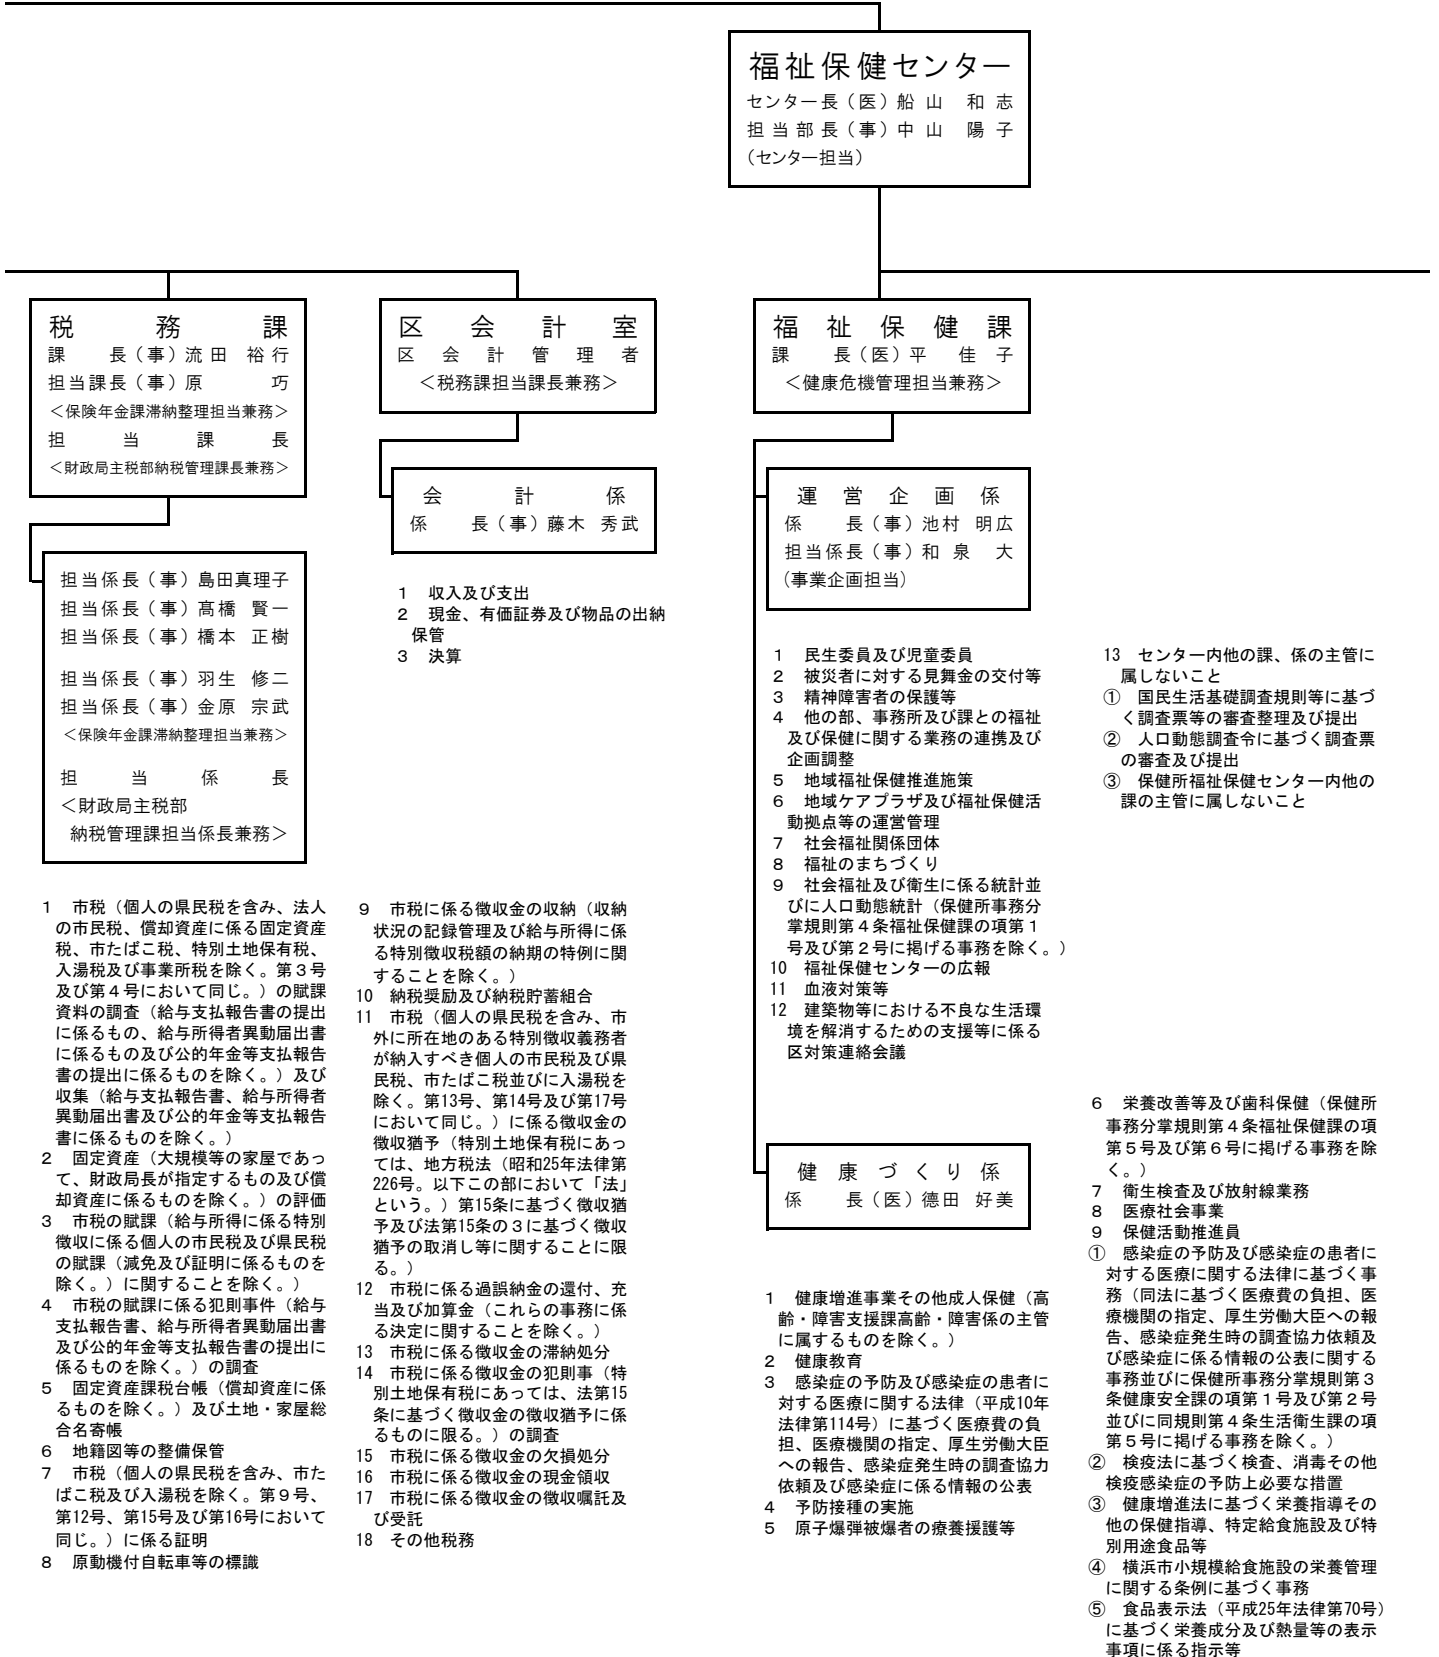 福祉保健センター
センター長（医）船山　和志
担当部長（事）中山　陽子
（センター担当）
税務課
課　長（事）流田　裕行
担当課長（事）原　巧
＜保険年金課滞納整理担当兼務＞
担当課長
＜財政局主税部納税管理課長兼務＞
担当係長（事）島田真理子
担当係長（事）髙橋　賢一
担当係長（事）橋本　正樹
担当係長（事）羽生　修二
担当係長（事）金原　宗武
＜保険年金課滞納整理担当兼務＞
担当係長
＜財政局主税部
納税管理課担当係長兼務＞
1　市税（個人の県民税を含み、法人
の市民税、償却資産に係る固定資産
税、市たばこ税、特別土地保有税、
入湯税及び事業所税を除く。第３号
及び第４号において同じ。）の賦課
資料の調査（給与支払報告書の提出
に係るもの、給与所得者異動届出書
に係るもの及び公的年金等支払報告
書の提出に係るものを除く。）及び
収集（給与支払報告書、給与所得者
異動届出書及び公的年金等支払報告
書に係るものを除く。）
2　固定資産（大規模等の家屋であっ
て、財政局長が指定するもの及び償
却資産に係るものを除く。）の評価
3　市税の賦課（給与所得に係る特別
徴収に係る個人の市民税及び県民税
の賦課（減免及び証明に係るものを
除く。）に関することを除く。）
4　市税の賦課に係る犯則事件（給与
支払報告書、給与所得者異動届出書
及び公的年金等支払報告書の提出に
係るものを除く。）の調査
5　固定資産課税台帳（償却資産に係
るものを除く。）及び土地・家屋総
合名寄帳
6　地籍図等の整備保管
7　市税（個人の県民税を含み、市た
ばこ税及び入湯税を除く。第９号、
第12号、第15号及び第16号において
同じ。）に係る証明
8　原動機付自転車等の標識
9　市税に係る徴収金の収納（収納
状況の記録管理及び給与所得に係
る特別徴収税額の納期の特例に関
することを除く。）
10　納税奨励及び納税貯蓄組合
11　市税（個人の県民税を含み、市
外に所在地のある特別徴収義務者
が納入すべき個人の市民税及び県
民税、市たばこ税並びに入湯税を
除く。第13号、第14号及び第17号
において同じ。）に係る徴収金の
徴収猶予（特別土地保有税にあっ
ては、地方税法（昭和25年法律第
226号。以下この部において「法」
という。）第15条に基づく徴収猶
予及び法第15条の３に基づく徴収
猶予の取消し等に関することに限
る。）
12　市税に係る過誤納金の還付、充
当及び加算金（これらの事務に係
る決定に関することを除く。）
13　市税に係る徴収金の滞納処分
14　市税に係る徴収金の犯則事（特
別土地保有税にあっては、法第15
条に基づく徴収金の徴収猶予に係
るものに限る。）の調査
15　市税に係る徴収金の欠損処分
16　市税に係る徴収金の現金領収
17　市税に係る徴収金の徴収嘱託及
び受託
18　その他税務
区会計室
区会計管理者
＜税務課担当課長兼務＞
会計係
係　長（事）藤木　秀武
1　収入及び支出
2　現金、有価証券及び物品の出納
保管
3　決算
福祉保健課
課　長（医）平　佳子
＜健康危機管理担当兼務＞
運営企画係
係　長（事）池村　明広
担当係長（事）和泉　大
（事業企画担当）
1　民生委員及び児童委員
2　被災者に対する見舞金の交付等
3　精神障害者の保護等
4　他の部、事務所及び課との福祉
及び保健に関する業務の連携及び
企画調整
5　地域福祉保健推進施策
6　地域ケアプラザ及び福祉保健活
動拠点等の運営管理
7　社会福祉関係団体
8　福祉のまちづくり
9　社会福祉及び衛生に係る統計並
びに人口動態統計（保健所事務分
掌規則第４条福祉保健課の項第１
号及び第２号に掲げる事務を除く。）
10　福祉保健センターの広報
11　血液対策等
12　建築物等における不良な生活環
境を解消するための支援等に係る
区対策連絡会議
13　センター内他の課、係の主管に
属しないこと
①　国民生活基礎調査規則等に基づ
く調査票等の審査整理及び提出
②　人口動態調査令に基づく調査票
の審査及び提出
③　保健所福祉保健センター内他の
課の主管に属しないこと
健康づくり係
係　長（医）德田　好美
1　健康増進事業その他成人保健（高
齢・障害支援課高齢・障害係の主管
に属するものを除く。）
2　健康教育
3　感染症の予防及び感染症の患者に
対する医療に関する法律（平成10年
法律第114号）に基づく医療費の負
担、医療機関の指定、厚生労働大臣
への報告、感染症発生時の調査協力
依頼及び感染症に係る情報の公表
4　予防接種の実施
5　原子爆弾被爆者の療養援護等
6　栄養改善等及び歯科保健（保健所
事務分掌規則第４条福祉保健課の項
第５号及び第６号に掲げる事務を除
く。）
7　衛生検査及び放射線業務
8　医療社会事業
9　保健活動推進員
①　感染症の予防及び感染症の患者に
対する医療に関する法律に基づく事
務（同法に基づく医療費の負担、医
療機関の指定、厚生労働大臣への報
告、感染症発生時の調査協力依頼及
び感染症に係る情報の公表に関する
事務並びに保健所事務分掌規則第３
条健康安全課の項第１号及び第２号
並びに同規則第４条生活衛生課の項
第５号に掲げる事務を除く。）
②　検疫法に基づく検査、消毒その他
検疫感染症の予防上必要な措置
③　健康増進法に基づく栄養指導その
他の保健指導、特定給食施設及び特
別用途食品等
④　横浜市小規模給食施設の栄養管理
に関する条例に基づく事務
⑤　食品表示法（平成25年法律第70号）
に基づく栄養成分及び熱量等の表示
事項に係る指示等